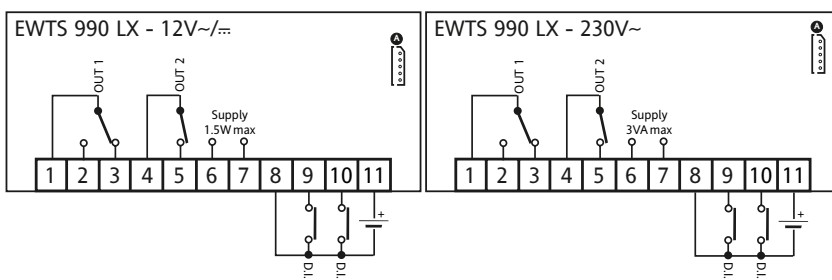 EWTS 990 LX - 12V~/⎓
A
OUT 1
OUT 2
Supply
1.5W max
1 2 3 4 5 6 7 8 9 10 11
+
D.I.
D.I.
EWTS 990 LX - 230V~
A
OUT 1
OUT 2
Supply
3VA max
1 2 3 4 5 6 7 8 9 10 11
+
D.I.
D.I.